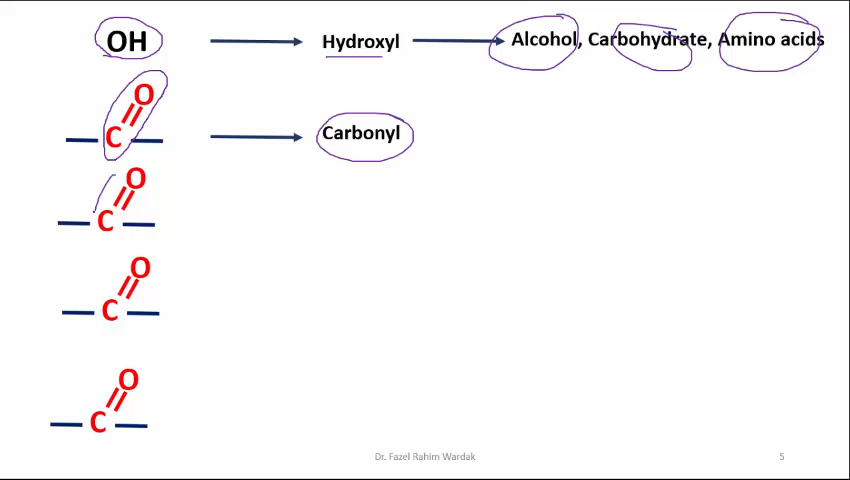 OH Hydroxyl Alcohol, Carbohydrate, Amino acids
O
C Carbonyl
O
C
O
C
O
C
Dr. Fazel Rahim Wardak 5